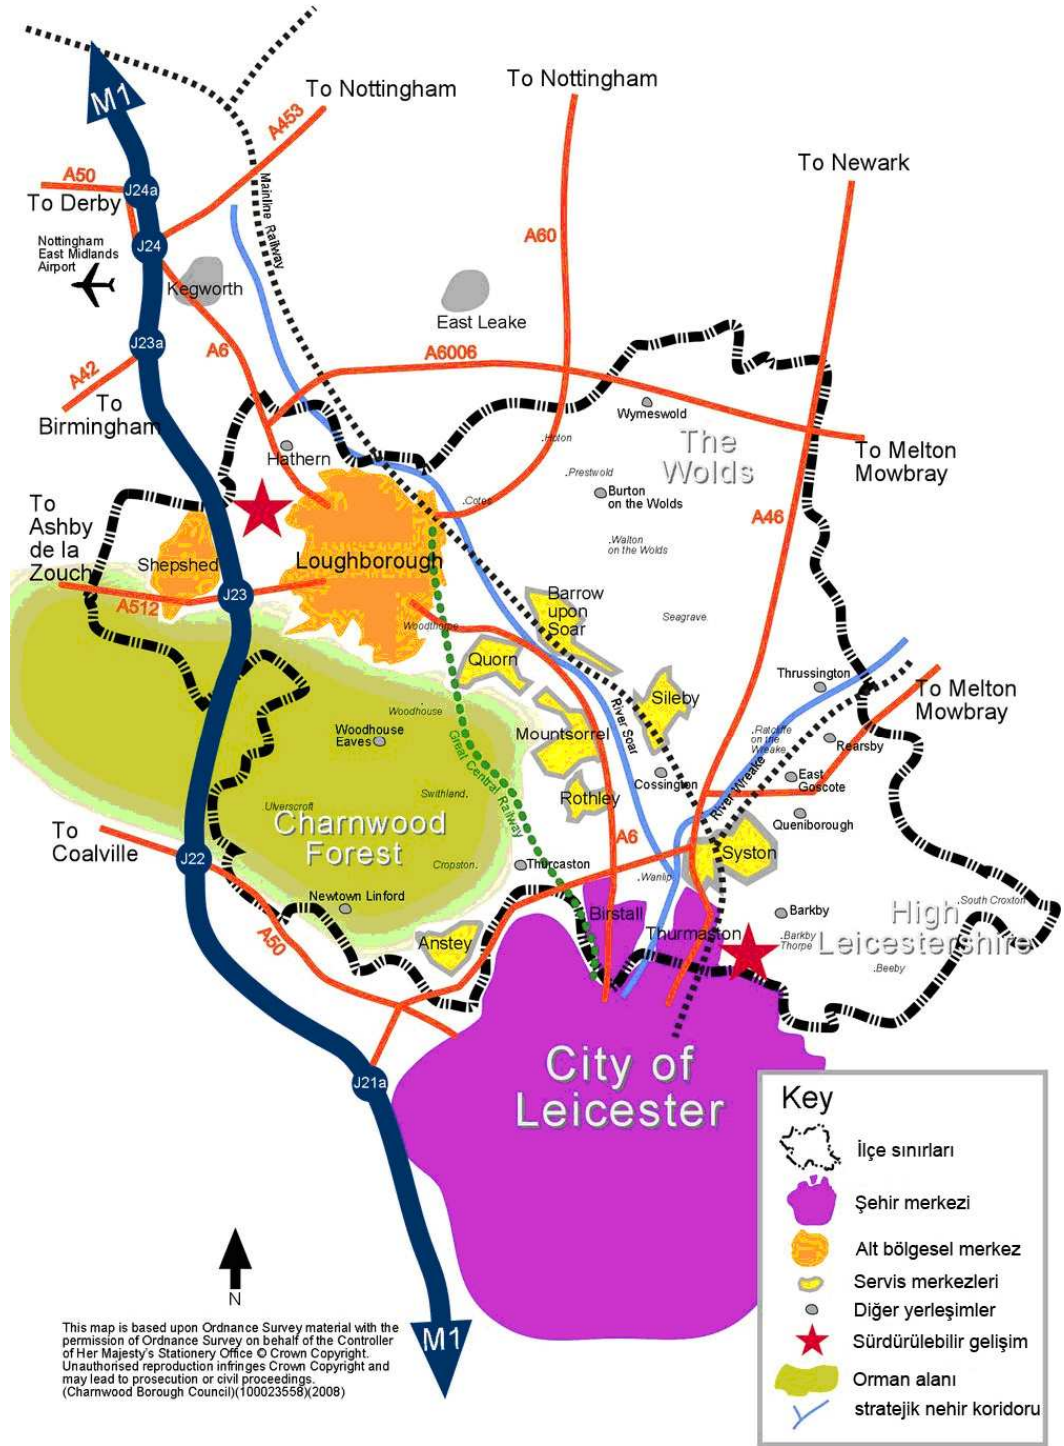 To Nottingham
To Nottingham
M1
A453
To Newark
A50
J24a
To Derby
Mainline Railway
A60
Nottingham
East Midlands
Airport
J24
Kegworth
East Leake
J23a
A6
A6006
A42
To
Birmingham
Wymeswold
The
Wolds
Hoton
To Melton
Mowbray
Hathern
Prestwold
Burton
on the Wolds
Cotes
To
Ashby
de la
Zouch
A46
Walton
on the Wolds
Shepshed
Loughborough
J23
A512
Barrow
upon
Soar
Seagrave
Woodthorpe
Quorn
Thrussington
Sileby
To Melton
Mowbray
Woodhouse
Woodhouse
Eaves
Mountsorrel
River Soar
Ratcliffe
on the
Wreake
Rearsby
Great Central Railway
Cossington
River Wreake
East
Goscote
Swithland
Rothley
Ulverscroft
Queniborough
Charnwood
Forest
To
Coalville
A6
J22
Cropston
Thurcaston
Syston
Wanlip
Newtown Linford
South Croxton
Birstall
Barkby
High
Leicestershire
A50
Anstey
Thurmaston
Barkby
Thorpe
Beeby
City of
Leicester
J21a
Key
İlçe sınırları
Şehir merkezi
Alt bölgesel merkez
Servis merkezleri
Diğer yerleşimler
Sürdürülebilir gelişim
Orman alanı
stratejik nehir koridoru
N
M1
This map is based upon Ordnance Survey material with the
permission of Ordnance Survey on behalf of the Controller
of Her Majesty's Stationery Office © Crown Copyright.
Unauthorised reproduction infringes Crown Copyright and
may lead to prosecution or civil proceedings.
(Charnwood Borough Council)(100023558)(2008)